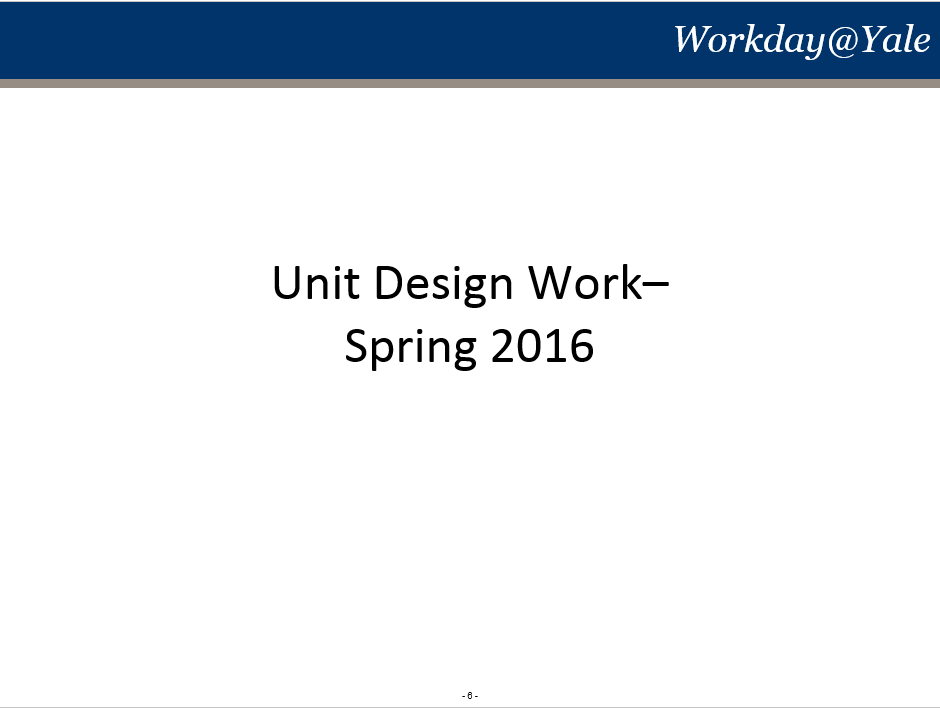 Workday@Yale
Unit Design Work–
Spring 2016
- 6 -